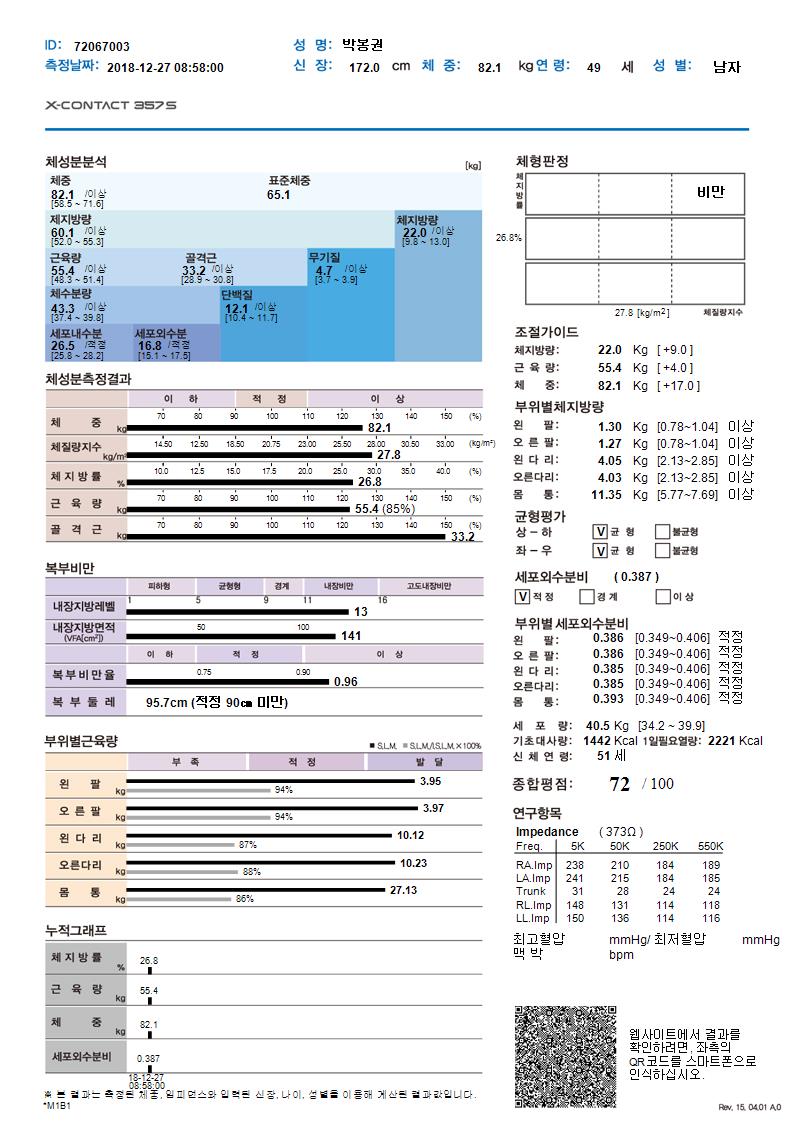 ID: 72067003 성 명: 박봉권
측정날짜: 2018-12-27 08:58:00 신 장: 172.0 cm 체 중: 82.1 kg 연 령: 49 세 성 별: 남자
X-CONTACT 357S
체성분분석 [kg]
체중 표준체중
82.1 /이상 65.1
[58.5 ~ 71.6]
제지방량 체지방량
60.1 /이상 22.0 /이상
[52.0 ~ 55.3] [9.8 ~ 13.0]
근육량 골격근 무기질
55.4 /이상 33.2 /이상 4.7 /이상
[48.3 ~ 51.4] [28.9 ~ 30.8] [3.7 ~ 3.9]
체수분량 단백질
43.3 /이상 12.1 /이상
[37.4 ~ 39.8] [10.4 ~ 11.7]
세포내수분 세포외수분
26.5 /적정 16.8 /적정
[25.8 ~ 28.2] [15.1 ~ 17.5]
체성분측정결과
이 하 적 정 이 상
70 80 90 100 110 120 130 140 150 (%)
체 중 kg 82.1
14.50 12.50 16.50 20.75 23.00 25.50 28.00 30.50 33.00 (kg/m²)
체질량지수 kg/m² 27.8
10.0 12.5 15.0 17.5 20.0 25.0 30.0 35.0 40.0 (%)
체 지 방 률 % 26.8
70 80 90 100 110 120 130 140 150 (%)
근 육 량 kg 55.4 (85%)
70 80 90 100 110 120 130 140 150 (%)
골 격 근 kg 33.2
복부비만
피하형 균형형 경계 내장비만 고도내장비만
1 5 9 11 16
내장지방레벨 13
50 100
내장지방면적 (VFA[cm²]) 141
이 하 적 정 이 상
0.75 0.90
복부비만율 0.96
복 부 둘 레 95.7cm (적정 90㎝ 미만)
부위별근육량 ■ S.L.M. ■ S.L.M./I.S.L.M.×100%
부 족 적 정 발 달
왼 팔 kg 3.95
94%
오 른 팔 kg 3.97
94%
왼 다 리 kg 10.12
87%
오른다리 kg 10.23
88%
몸 통 kg 27.13
86%
누적그래프
체 지 방 률 % 26.8
근 육 량 kg 55.4
체 중 kg 82.1
세포외수분비 0.387
18-12-27
08:58:00
※ 본 결과는 측정된 체중, 임피던스와 입력된 신장, 나이, 성별을 이용해 계산된 결과값입니다.
*M1B1
체형판정
체지방률
비만
26.8%
27.8 [kg/m²] 체질량지수
조절가이드
체지방량: 22.0 Kg [ +9.0 ]
근 육 량: 55.4 Kg [ +4.0 ]
체 중: 82.1 Kg [ +17.0 ]
부위별체지방량
왼 팔: 1.30 Kg [0.78~1.04] 이상
오 른 팔: 1.27 Kg [0.78~1.04] 이상
왼 다 리: 4.05 Kg [2.13~2.85] 이상
오른다리: 4.03 Kg [2.13~2.85] 이상
몸 통: 11.35 Kg [5.77~7.69] 이상
균형평가
상 – 하 V 균 형 불균형
좌 – 우 V 균 형 불균형
세포외수분비 ( 0.387 )
V 적 정 경 계 이 상
부위별 세포외수분비
왼 팔: 0.386 [0.349~0.406] 적정
오 른 팔: 0.386 [0.349~0.406] 적정
왼 다 리: 0.385 [0.349~0.406] 적정
오른다리: 0.385 [0.349~0.406] 적정
몸 통: 0.393 [0.349~0.406] 적정
세 포 량: 40.5 Kg [34.2 ~ 39.9]
기초대사량: 1442 Kcal 1일필요열량: 2221 Kcal
신 체 연 령: 51 세
종합평점: 72 / 100
연구항목
Impedance ( 373Ω )
Freq. 5K 50K 250K 550K
RA.Imp 238 210 184 189
LA.Imp 241 215 184 185
Trunk 31 28 24 24
RL.Imp 148 131 114 118
LL.Imp 150 136 114 116
최고혈압 mmHg/ 최저혈압 mmHg
맥 박 bpm
웹사이트에서 결과를
확인하려면, 좌측의
QR코드를 스마트폰으로
인식하십시오.
Rev. 15. 04.01 A.0